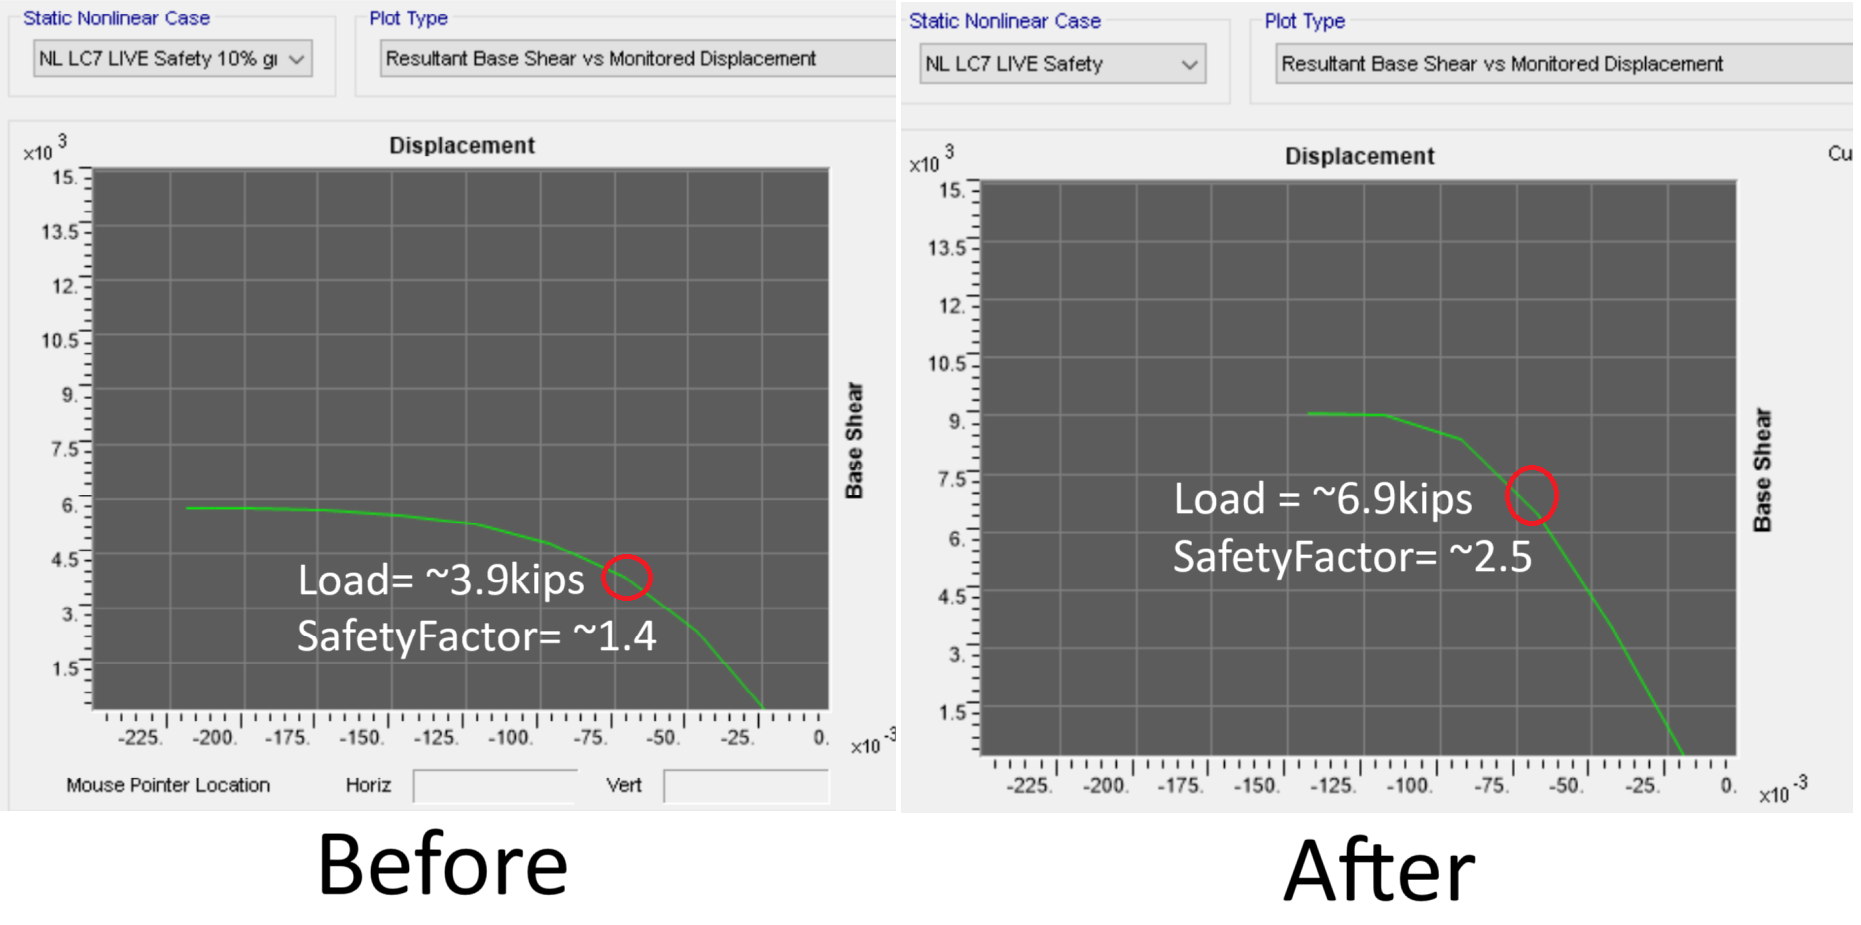 Static Nonlinear Case
Plot Type
NL LC7 LIVE Safety 10% gr
Resultant Base Shear vs Monitored Displacement
Displacement
x10 3
15.
13.5
12.
10.5
9.
7.5
6.
4.5
3.
1.5
Load= ~3.9kips
SafetyFactor= ~1.4
Base Shear
-225. -200. -175. -150. -125. -100. -75. -50. -25. 0. x10 -3
Mouse Pointer Location Horiz Vert
Before
Static Nonlinear Case
Plot Type
NL LC7 LIVE Safety
Resultant Base Shear vs Monitored Displacement
Displacement
Cu
x10 3
15.
13.5
12.
10.5
9.
7.5
6.
4.5
3.
1.5
Load = ~6.9kips
SafetyFactor= ~2.5
Base Shear
-225. -200. -175. -150. -125. -100. -75. -50. -25. 0. x10 -3
After